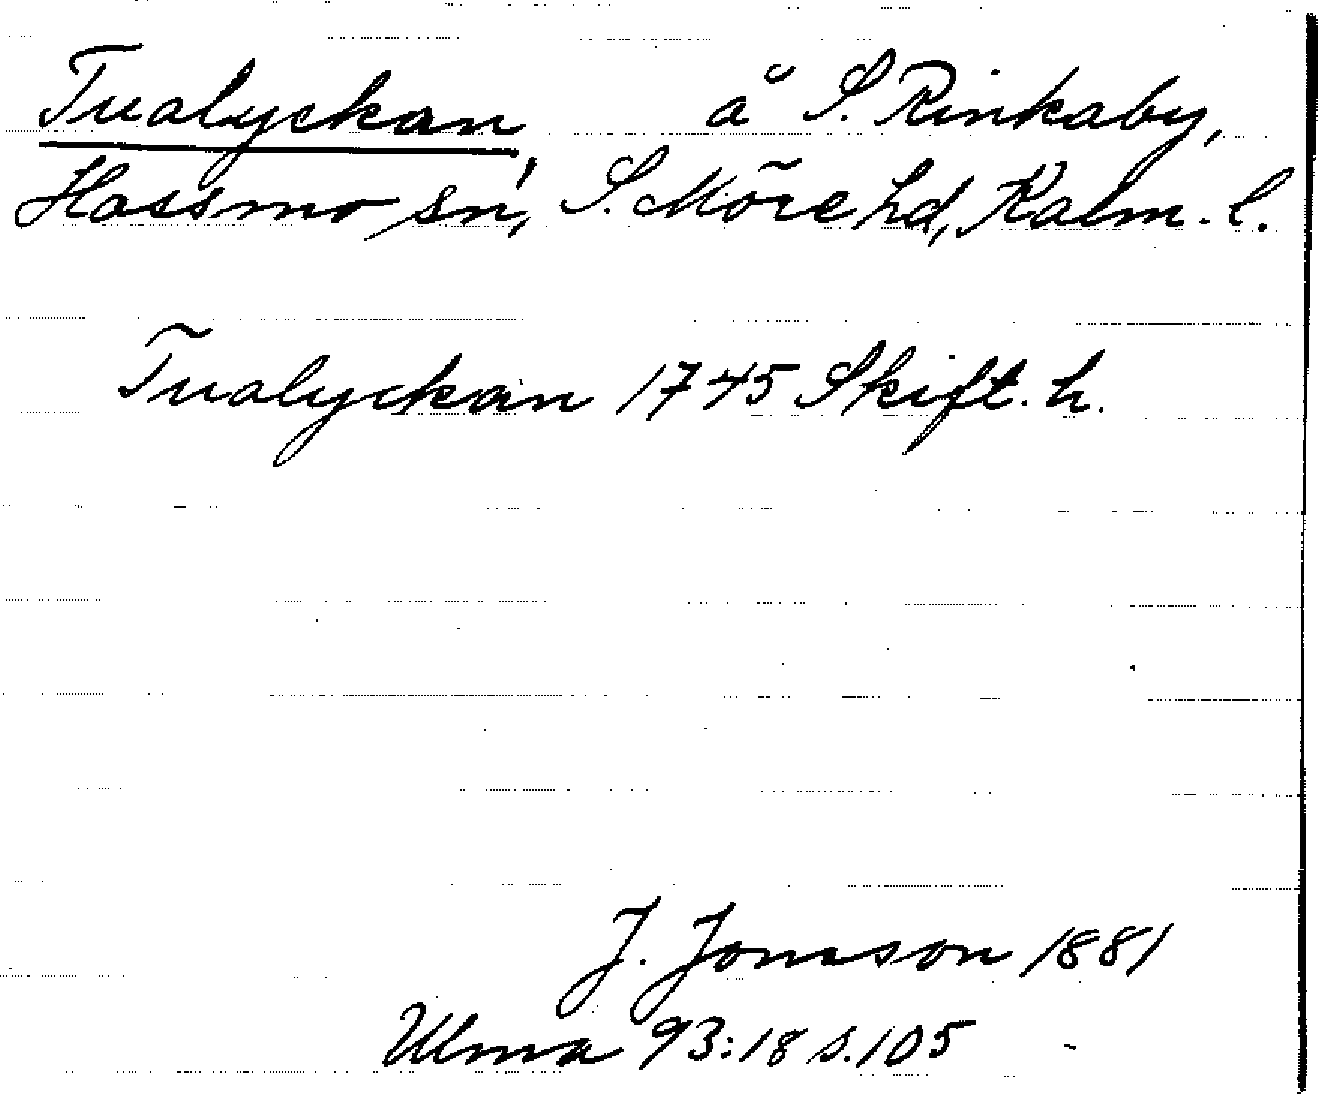 Tualyckan å S. Rinkaby,
Hossmo sn, S. Möre hd, Kalm. l.
Tualyckan 1745 Skift. h.
J. Jonsson 1881
Ulma 93:18 s. 105